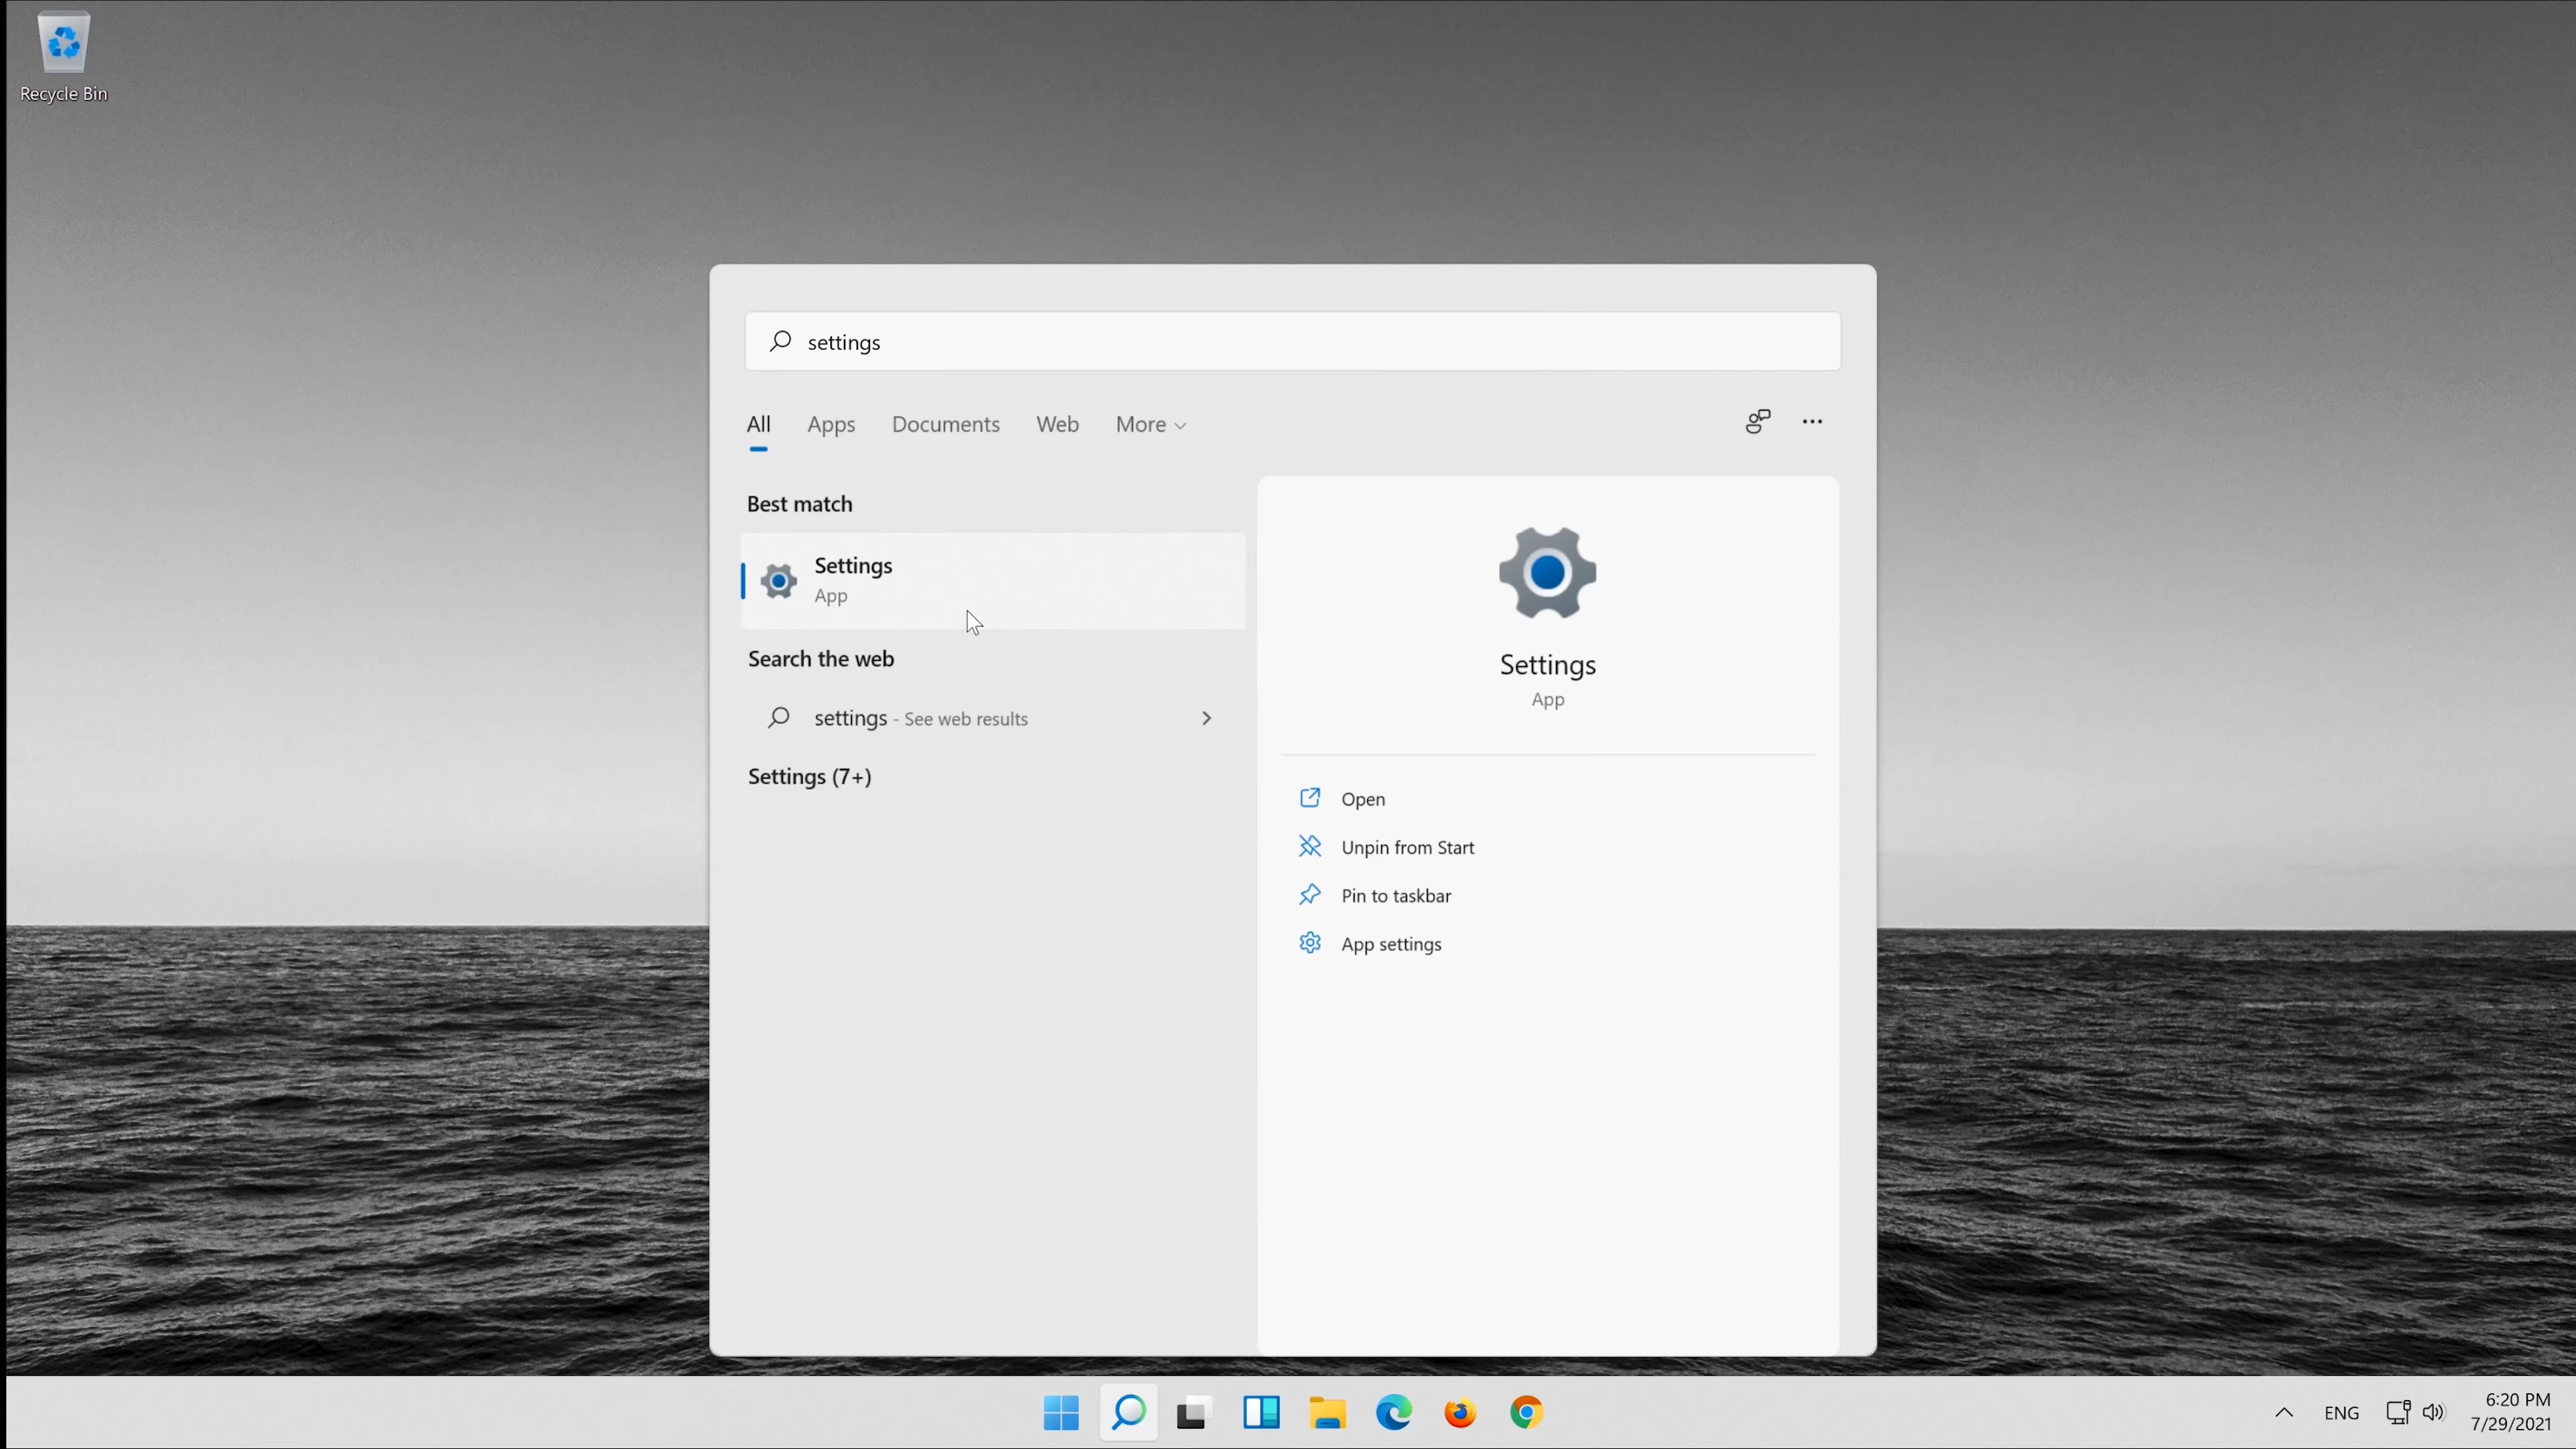 Recycle Bin
settings
All Apps Documents Web More
Best match
Settings
App
Search the web
settings - See web results
Settings (7+)
Settings
App
Open
Unpin from Start
Pin to taskbar
App settings
ENG
6:20 PM
7/29/2021